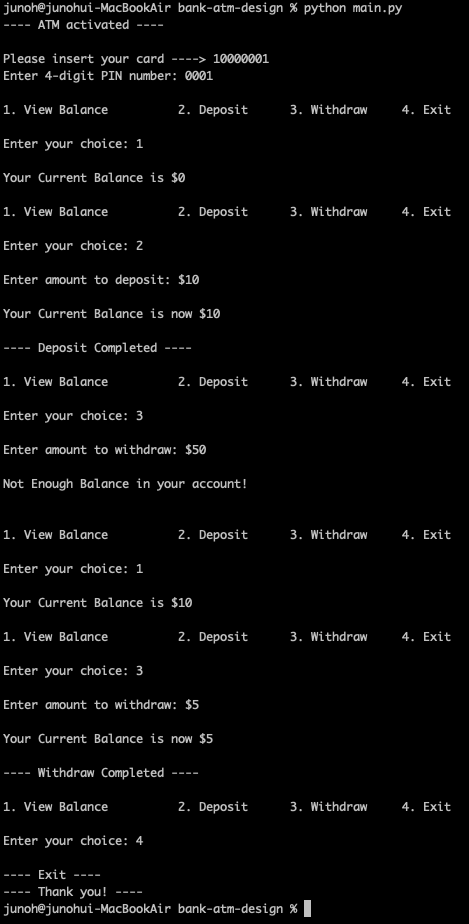 junoh@junohui-MacBookAir bank-atm-design % python main.py
---- ATM activated ----
Please insert your card ----> 10000001
Enter 4-digit PIN number: 0001
1. View Balance 2. Deposit 3. Withdraw 4. Exit
Enter your choice: 1
Your Current Balance is $0
1. View Balance 2. Deposit 3. Withdraw 4. Exit
Enter your choice: 2
Enter amount to deposit: $10
Your Current Balance is now $10
---- Deposit Completed ----
1. View Balance 2. Deposit 3. Withdraw 4. Exit
Enter your choice: 3
Enter amount to withdraw: $50
Not Enough Balance in your account!
1. View Balance 2. Deposit 3. Withdraw 4. Exit
Enter your choice: 1
Your Current Balance is $10
1. View Balance 2. Deposit 3. Withdraw 4. Exit
Enter your choice: 3
Enter amount to withdraw: $5
Your Current Balance is now $5
---- Withdraw Completed ----
1. View Balance 2. Deposit 3. Withdraw 4. Exit
Enter your choice: 4
---- Exit ----
---- Thank you! ----
junoh@junohui-MacBookAir bank-atm-design %